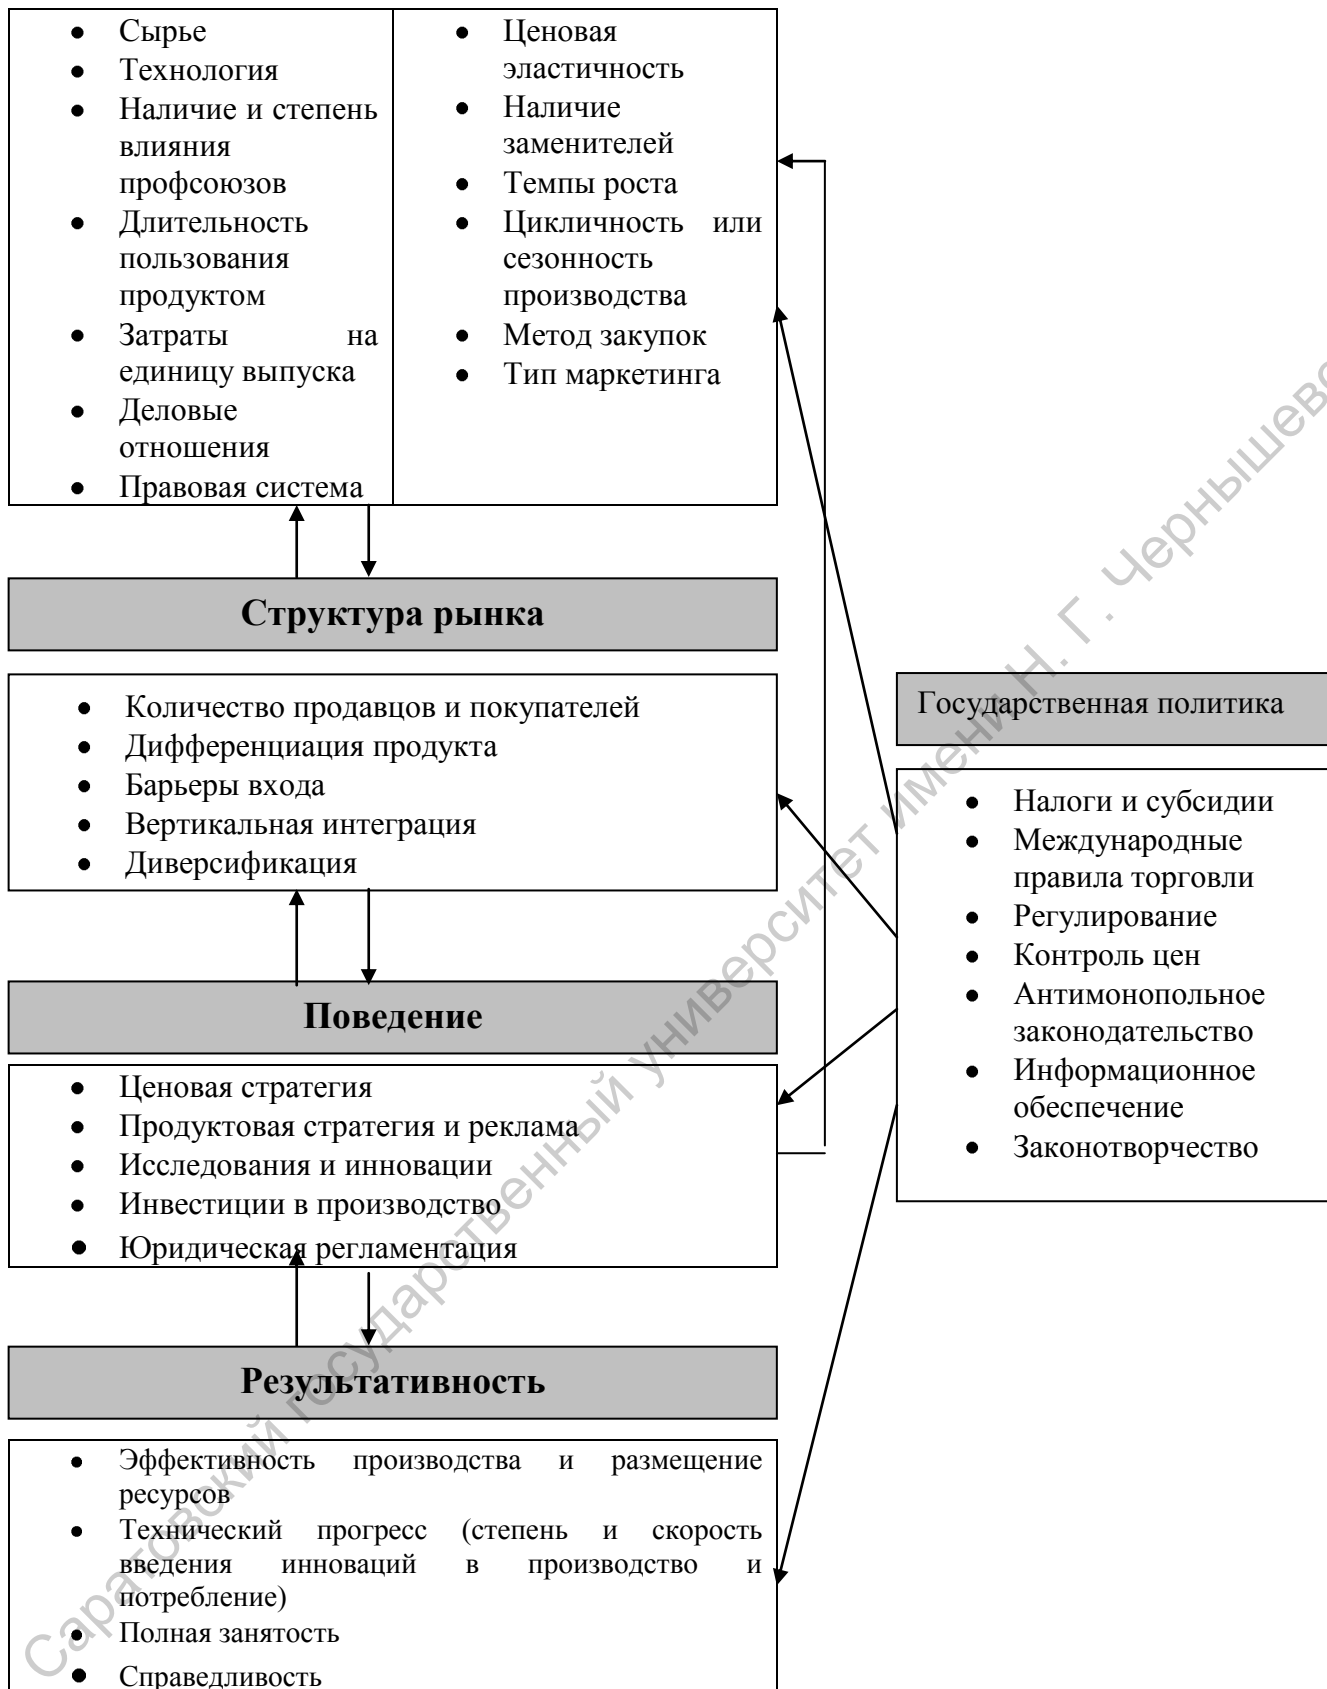 Сырье
Технология
Наличие и степень
влияния
профсоюзов
Длительность
пользования
продуктом
Затраты на
единицу выпуска
Деловые
отношения
Правовая система
Ценовая
эластичность
Наличие
заменителей
Темпы роста
Цикличность или
сезонность
производства
Метод закупок
Тип маркетинга
Структура рынка
Количество продавцов и покупателей
Дифференциация продукта
Барьеры входа
Вертикальная интеграция
Диверсификация
Поведение
Ценовая стратегия
Продуктовая стратегия и реклама
Исследования и инновации
Инвестиции в производство
Юридическая регламентация
Результативность
Эффективность производства и размещение
ресурсов
Технический прогресс (степень и скорость
введения инноваций в производство и
потребление)
Полная занятость
Справедливость
Государственная политика
Налоги и субсидии
Международные
правила торговли
Регулирование
Контроль цен
Антимонопольное
законодательство
Информационное
обеспечение
Законотворчество
Саратовский государственный университет имени Н. Г. Чернышевс